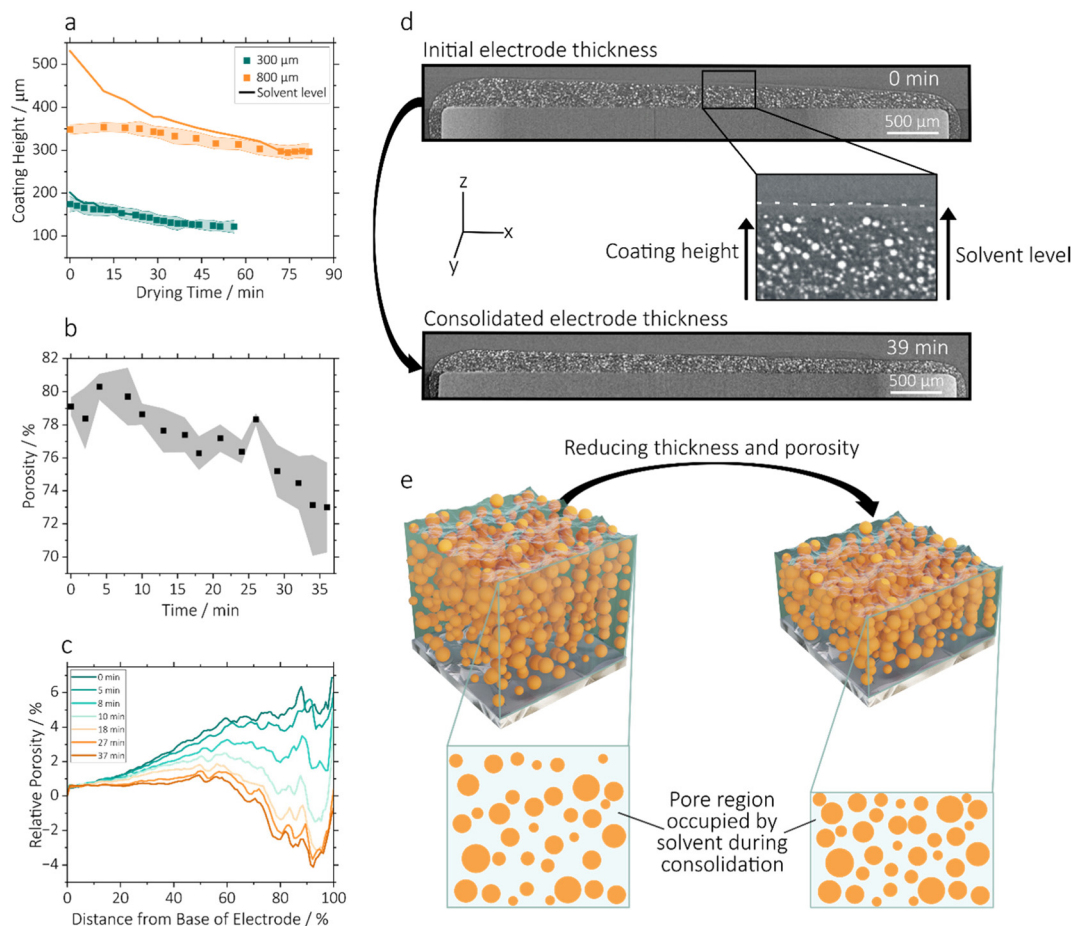 a
Coating Height / μm
500
400
300
200
100
0
15
30
45
60
75
90
Drying Time / min
300 μm
800 μm
Solvent level
b
Porosity / %
82
80
78
76
74
72
70
0
5
10
15
20
25
30
35
Time / min
c
Relative Porosity / %
6
4
2
0
-2
-4
0 min
5 min
8 min
10 min
18 min
27 min
37 min
0
20
40
60
80
100
Distance from Base of Electrode / %
d
Initial electrode thickness
0 min
500 μm
z
x
y
Coating height
Solvent level
Consolidated electrode thickness
39 min
500 μm
e
Reducing thickness and porosity
Pore region
occupied by
solvent during
consolidation